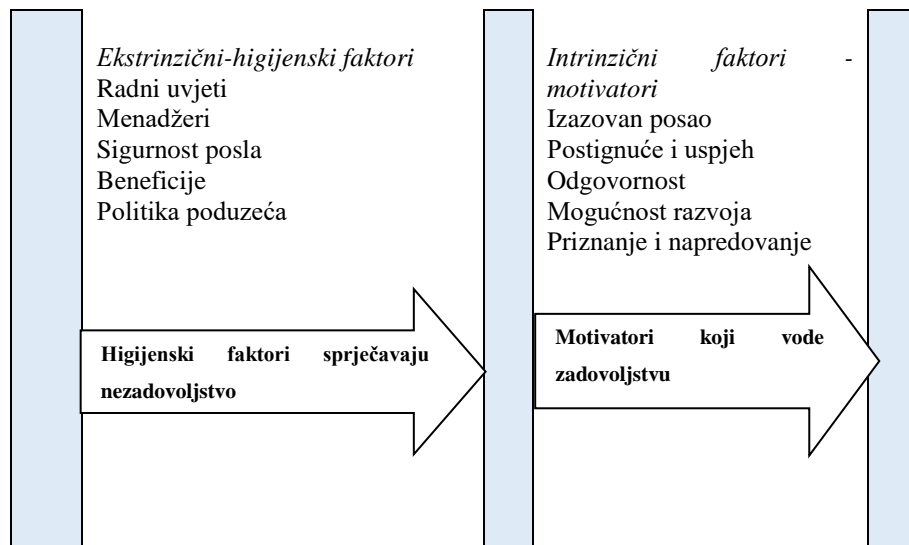 Ekstrinzični-higijenski faktori
Radni uvjeti
Menadžeri
Sigurnost posla
Beneficije
Politika poduzeća
Higijenski faktori sprječavaju
nezadovoljstvo
Intrinzični faktori -
motivatori
Izazovan posao
Postignuće i uspjeh
Odgovornost
Mogućnost razvoja
Priznanje i napredovanje
Motivatori koji vode
zadovoljstvu